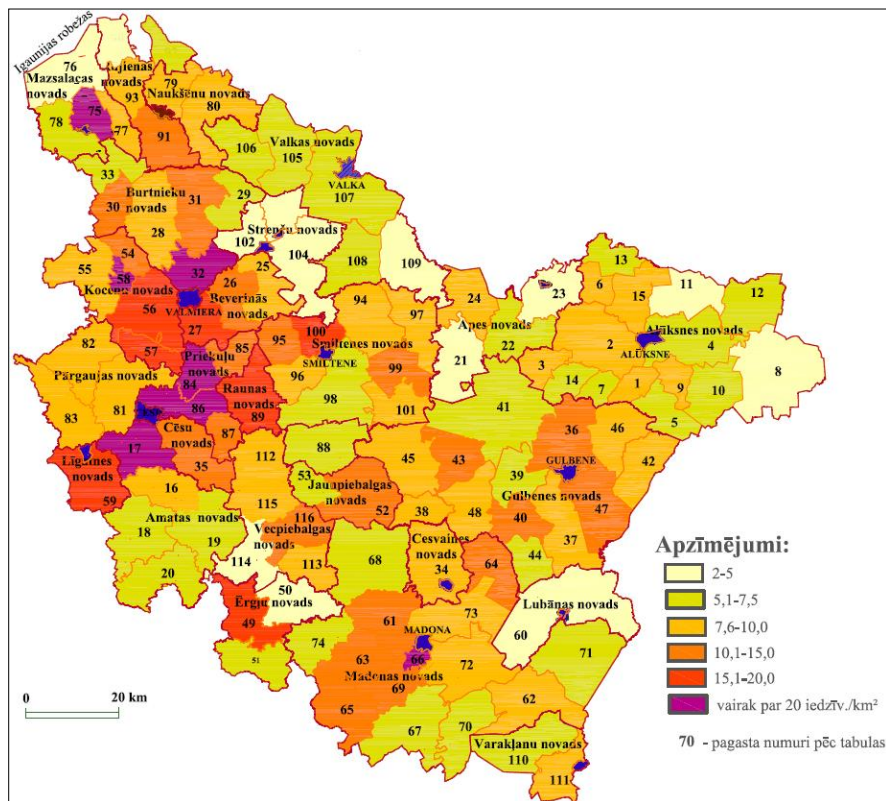 Igaunijas robežas
76
Mazsalacas
novads
93
79
Naukšēnu novads
80
75
78
77
91
106
Valkas novads
105
VALKA
107
33
Burtnieku
novads
31
30
28
29
Strenču novads
102
104
108
109
55
54
58
Kocēnu novads
32
25
26
Beverīnas
novads
56
VALMIERA
27
57
94
97
24
Apes novads
21
22
23
13
6
15
11
12
Alūksnes novads
ALŪKSNE
2
4
8
3
14
7
1
9
10
5
82
Pārgaujas novads
83
81
Priekuļu
novads
84
85
86
95
100
Smiltenes novads
SMILTENE
96
99
98
101
Raunas
novads
89
17
Cēsu
novads
87
35
Līgatnes
novads
59
16
Amatas novads
18
19
20
112
115
88
53
Jaunpiebalgas
novads
52
116
Vecpiebalgas
novads
113
114
41
36
46
42
GULBENE
45
43
39
Gulbenes novads
47
38
48
40
37
44
Cesvaines
novads
34
64
68
50
Ērgļu novads
49
51
74
61
63
73
MADONA
66
72
Madonas novads
69
65
67
70
62
Lubānas novads
60
71
Varakļānu novads
110
111
0 20 km
Apzīmējumi:
2-5
5,1-7,5
7,6-10,0
10,1-15,0
15,1-20,0
vairak par 20 iedzīv./km²
70 - pagasta numuri pēc tabulas